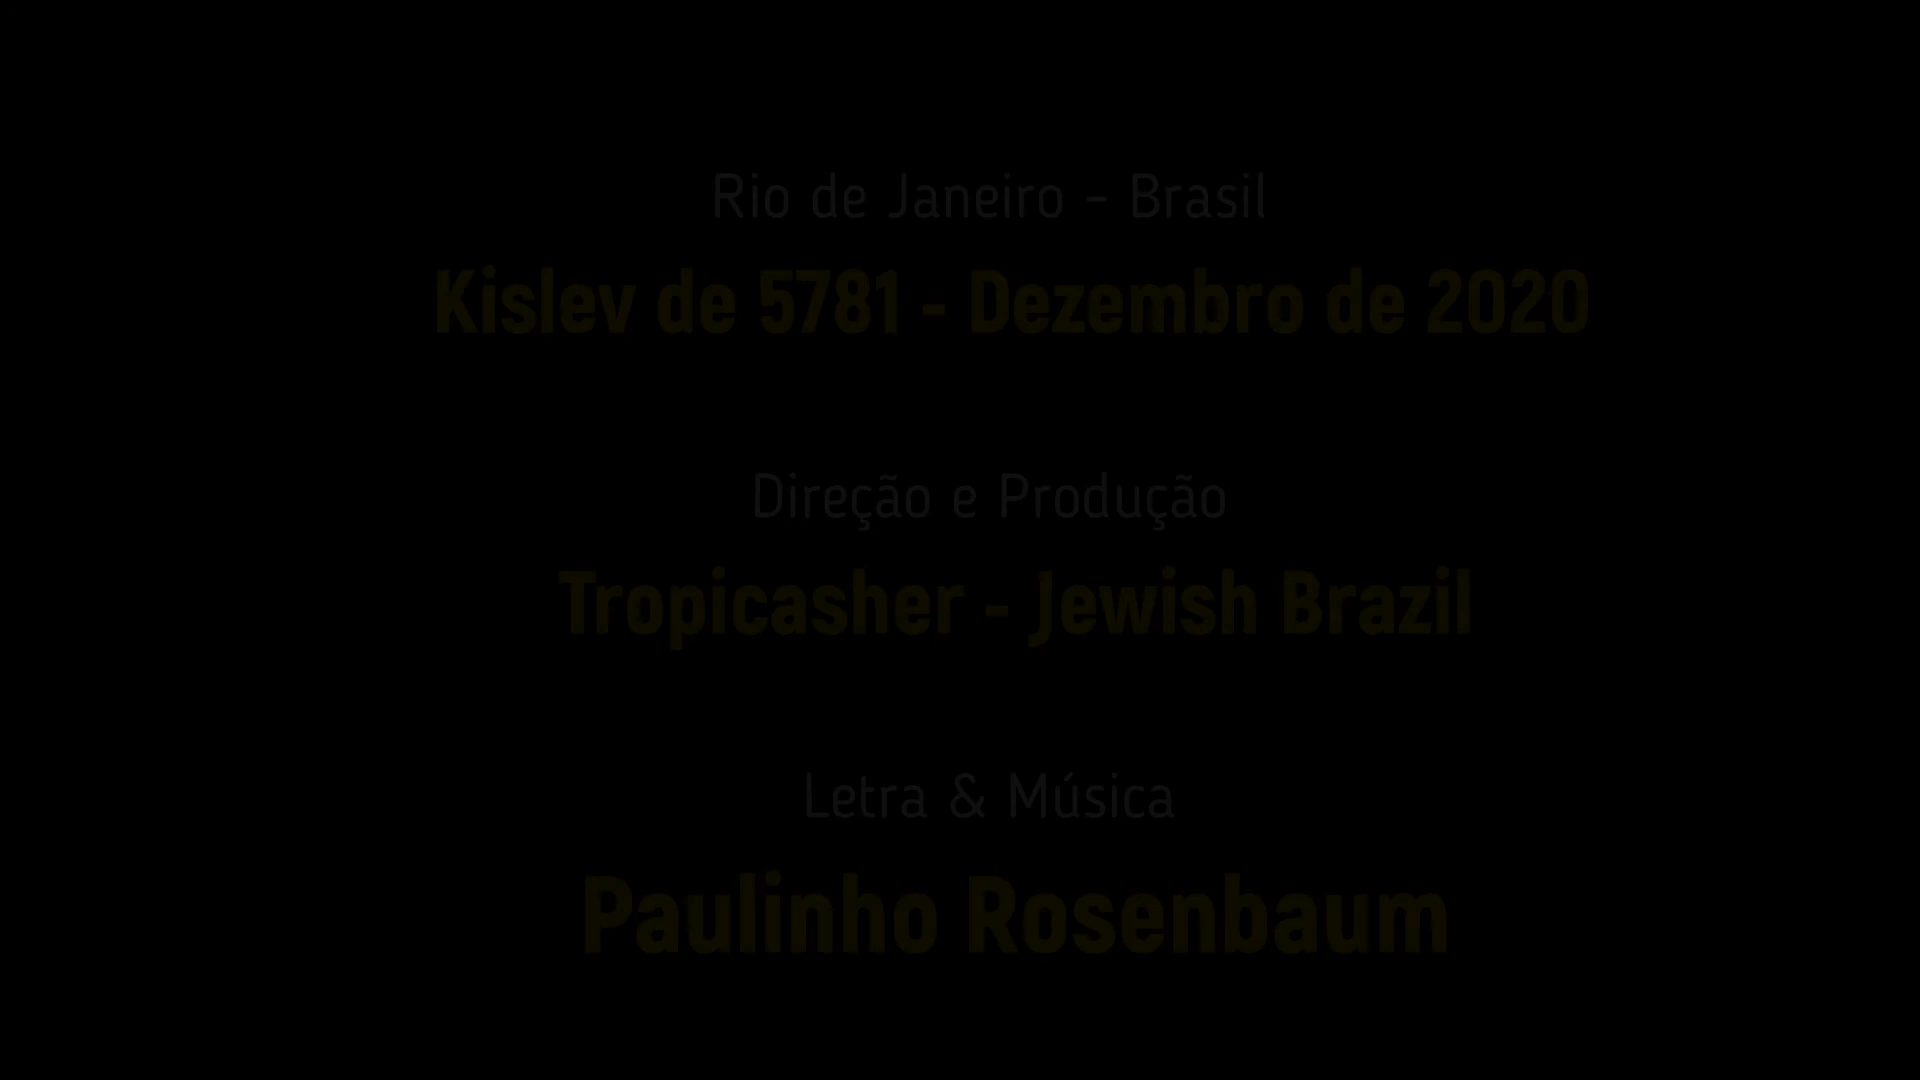 Rio de Janeiro - Brasil
Kislev de 5781 - Dezembro de 2020
Direção e Produção
Tropicasher - Jewish Brazil
Letra & Música
Paulinho Rosenbaum